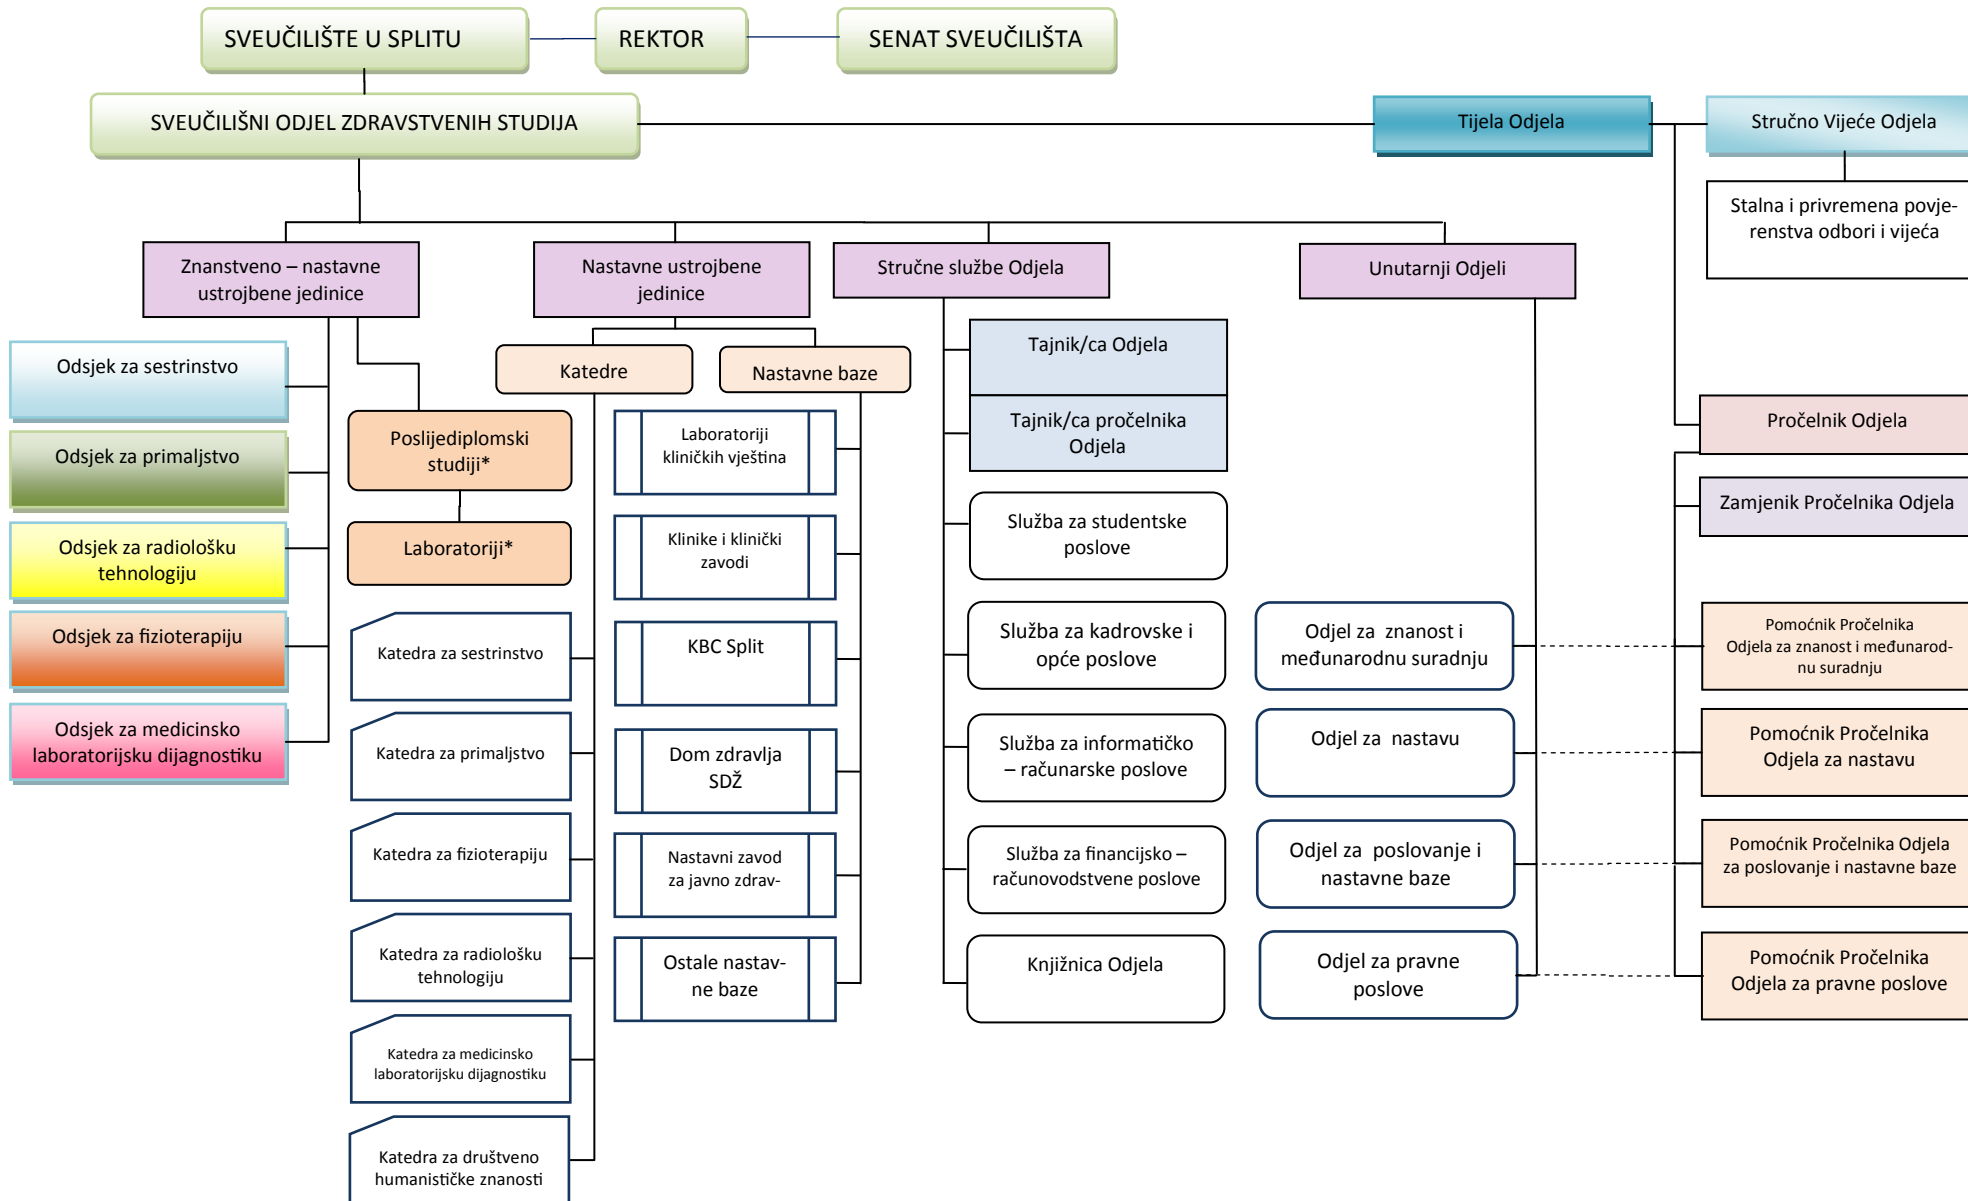 SVEUČILIŠTE U SPLITU
REKTOR
SENAT SVEUČILIŠTA
SVEUČILIŠNI ODJEL ZDRAVSTVENIH STUDIJA
Tijela Odjela
Stručno Vijeće Odjela
Stalna i privremena povje-
renstva odbori i vijeća
Znanstveno – nastavne
ustrojbene jedinice
Nastavne ustrojbene
jedinice
Stručne službe Odjela
Unutarnji Odjeli
Odsjek za sestrinstvo
Odsjek za primaljstvo
Odsjek za radiološku
tehnologiju
Odsjek za fizioterapiju
Odsjek za medicinsko
laboratorijsku dijagnostiku
Poslijediplomski
studiji*
Laboratoriji*
Katedre
Nastavne baze
Katedra za sestrinstvo
Katedra za primaljstvo
Katedra za fizioterapiju
Katedra za radiološku
tehnologiju
Katedra za medicinsko
laboratorijsku dijagnostiku
Katedra za društveno
humanističke znanosti
Laboratoriji
kliničkih vještina
Klinike i klinički
zavodi
KBC Split
Dom zdravlja
SDŽ
Nastavni zavod
za javno zdrav-
Ostale nastav-
ne baze
Tajnik/ca Odjela
Tajnik/ca pročelnika
Odjela
Služba za studentske
poslove
Služba za kadrovske i
opće poslove
Služba za informatičko
– računarske poslove
Služba za financijsko –
računovodstvene poslove
Knjižnica Odjela
Odjel za  znanost i
međunarodnu suradnju
Odjel za  nastavu
Odjel za  poslovanje i
nastavne baze
Odjel za pravne
poslove
Pročelnik Odjela
Zamjenik Pročelnika Odjela
Pomoćnik Pročelnika
Odjela za znanost i međunarod-
nu suradnju
Pomoćnik Pročelnika
Odjela za nastavu
Pomoćnik Pročelnika Odjela
za poslovanje i nastavne baze
Pomoćnik Pročelnika
Odjela za pravne poslove